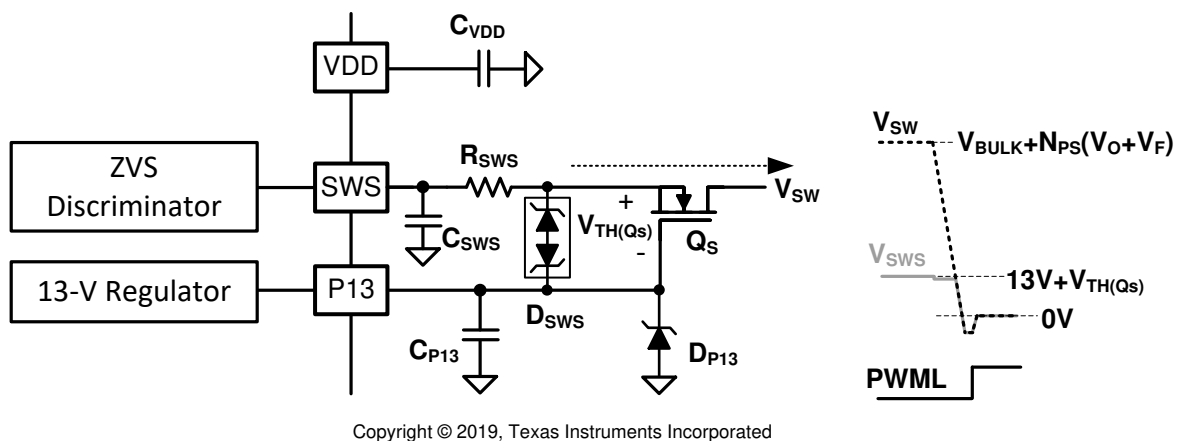 C_VDD
VDD
ZVS
Discriminator
SWS
R_SWS
V_SW
+
V_TH(Qs)
-
Q_S
C_SWS
13-V Regulator
P13
D_SWS
C_P13
D_P13
V_SW
V_BULK+N_PS(V_O+V_F)
V_SWS
13V+V_TH(Qs)
0V
PWML
Copyright © 2019, Texas Instruments Incorporated